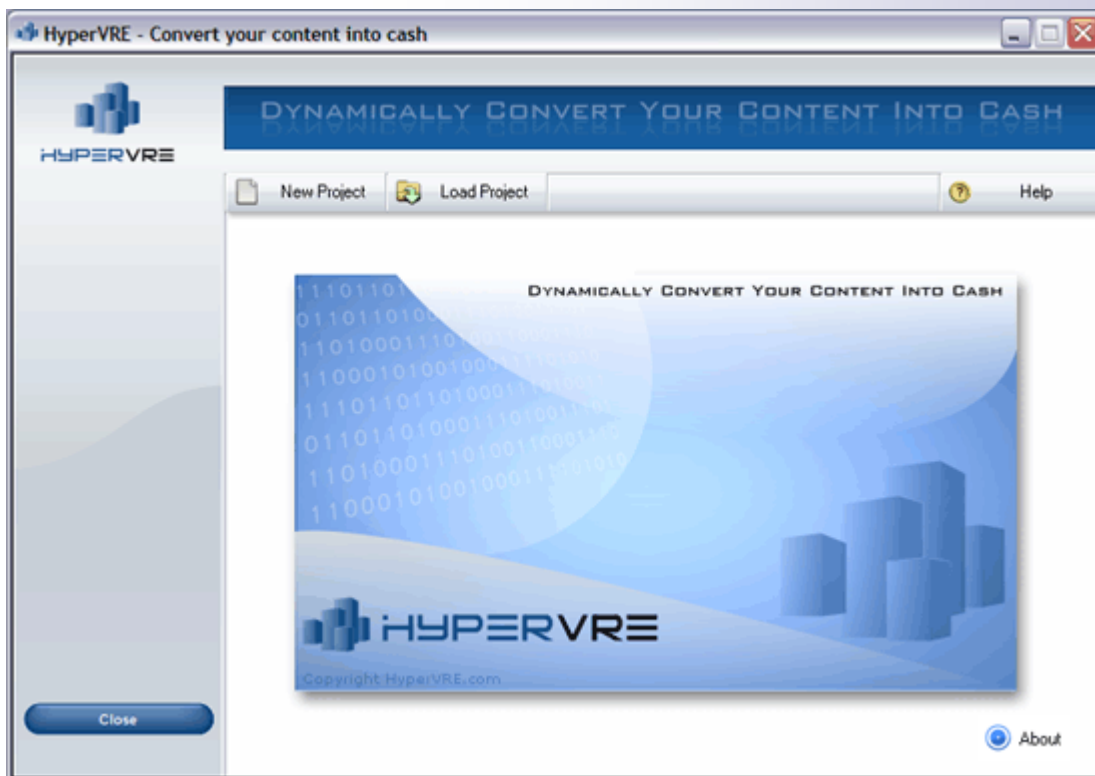 HyperVRE - Convert your content into cash
DYNAMICALLY CONVERT YOUR CONTENT INTO CASH
HYPERVRE
New Project Load Project Help
DYNAMICALLY CONVERT YOUR CONTENT INTO CASH
HYPERVRE
Copyright HyperVRE.com
Close
About